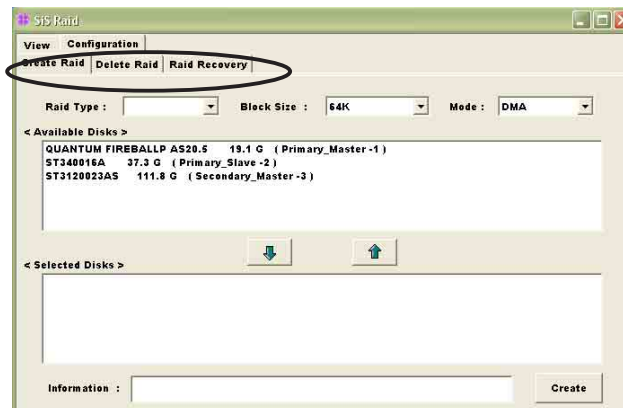 SiS Raid
View Configuration
Create Raid Delete Raid Raid Recovery
Raid Type : Block Size : 64K Mode : DMA
< Available Disks >
QUANTUM FIREBALLP AS20.5 19.1 G ( Primary_Master -1 )
ST340016A 37.3 G ( Primary_Slave -2 )
ST3120023AS 111.8 G ( Secondary_Master -3 )
< Selected Disks >
Information : Create